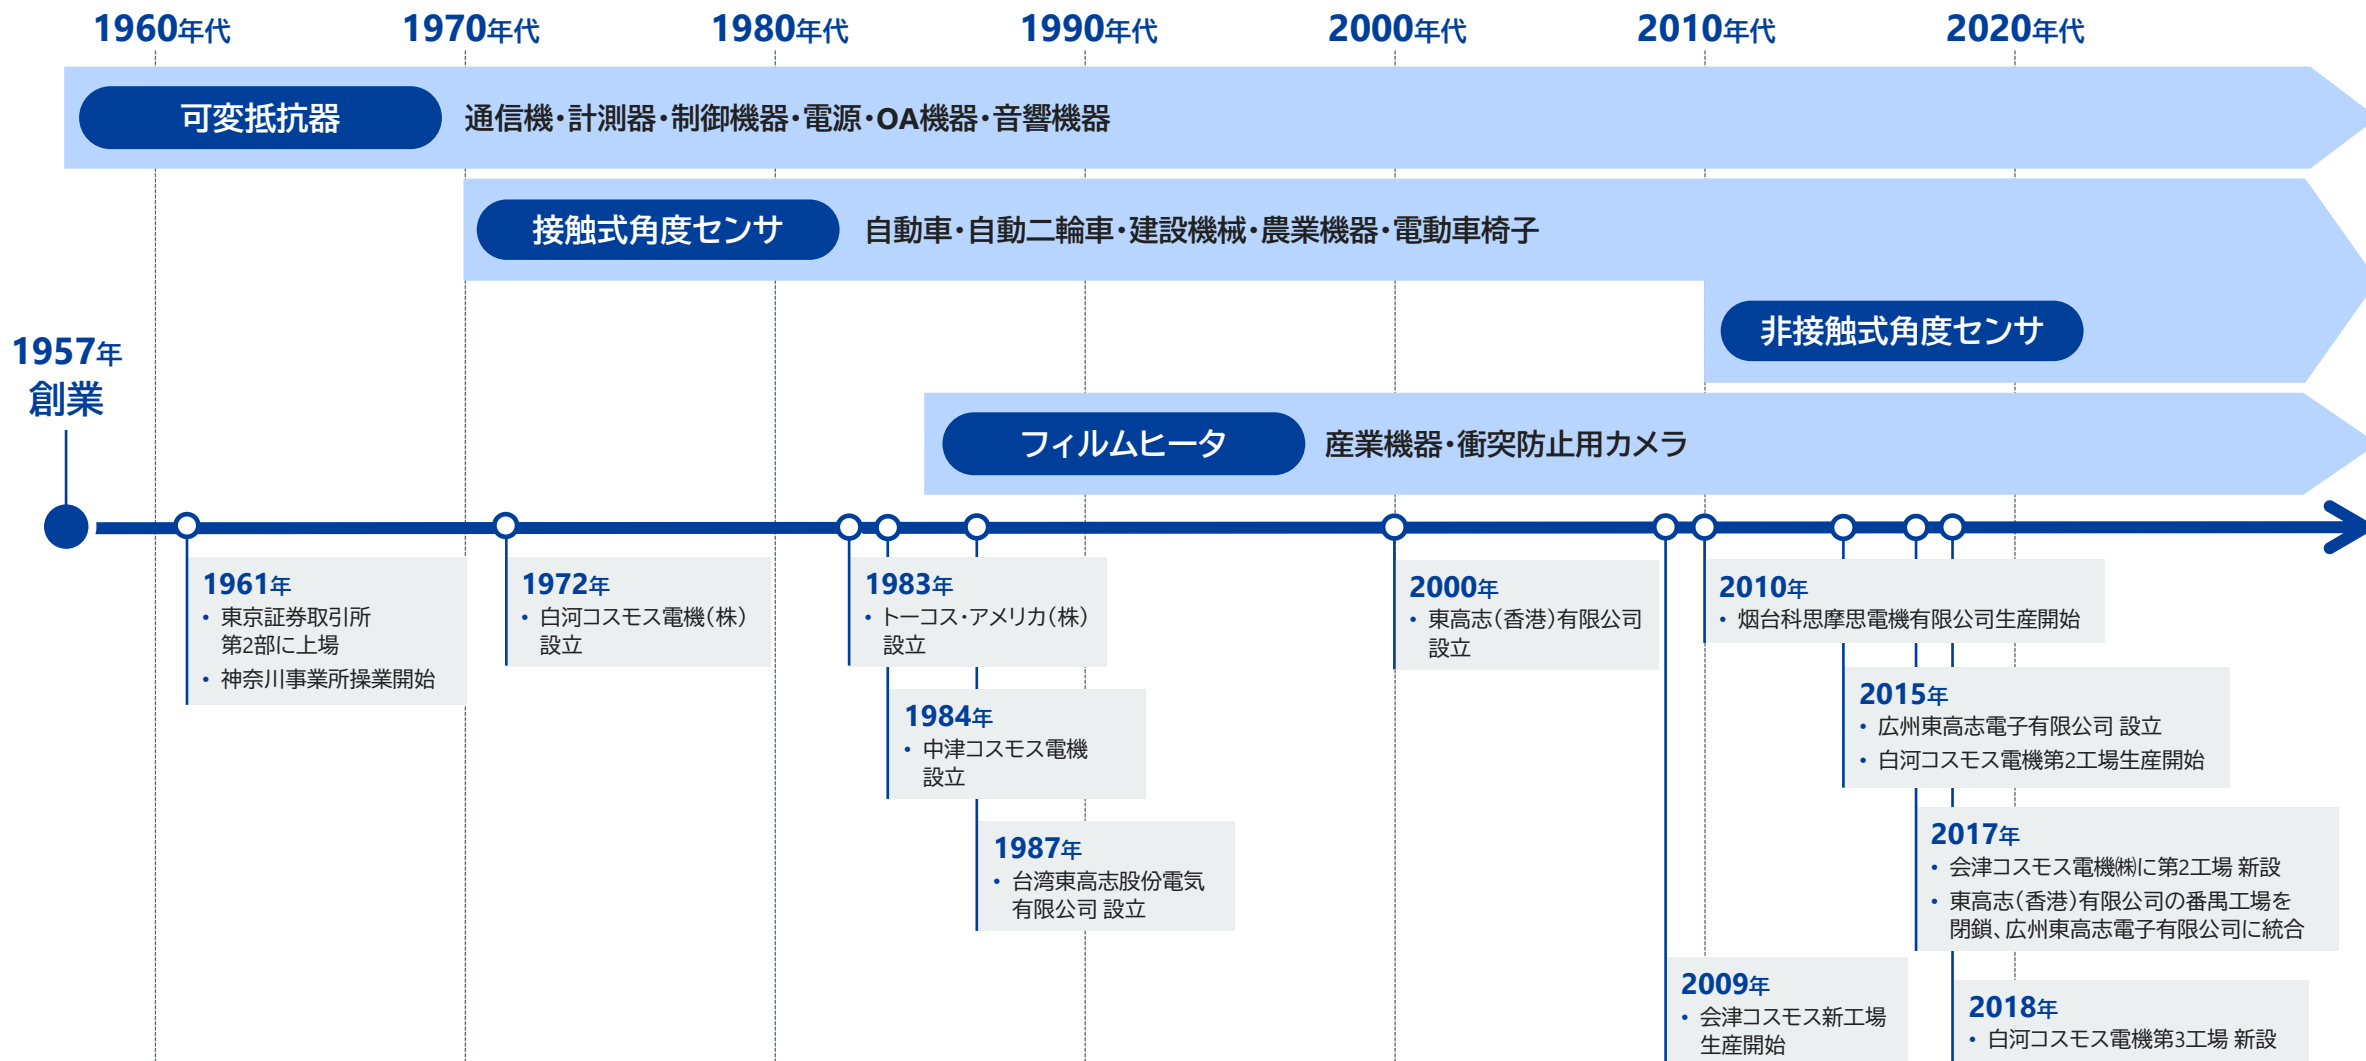 1960年代 1970年代 1980年代 1990年代 2000年代 2010年代 2020年代
可変抵抗器 通信機・計測器・制御機器・電源・OA機器・音響機器
接触式角度センサ 自動車・自動二輪車・建設機械・農業機器・電動車椅子
非接触式角度センサ
フィルムヒータ 産業機器・衝突防止用カメラ
1957年
創業
1961年
• 東京証券取引所
第2部に上場
• 神奈川事業所操業開始
1972年
• 白河コスモス電機（株）
設立
1983年
• トーコス・アメリカ（株）
設立
1984年
• 中津コスモス電機
設立
1987年
• 台湾東高志股份電気
有限公司 設立
2000年
• 東高志（香港）有限公司
設立
2009年
• 会津コスモス新工場
生産開始
2010年
• 烟台科思摩思電機有限公司生産開始
2015年
• 広州東高志電子有限公司 設立
• 白河コスモス電機第2工場生産開始
2017年
• 会津コスモス電機㈱に第2工場 新設
• 東高志（香港）有限公司の番禺工場を
閉鎖、広州東高志電子有限公司に統合
2018年
• 白河コスモス電機第3工場 新設